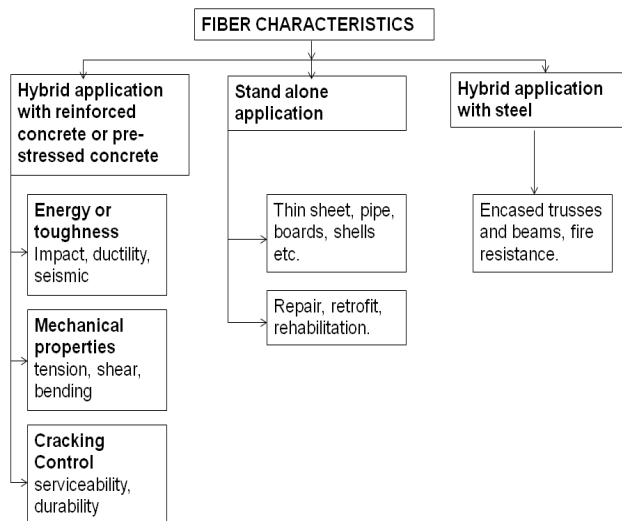 FIBER CHARACTERISTICS
Hybrid application
with reinforced
concrete or pre-
stressed concrete
Energy or
toughness
Impact, ductility,
seismic
Mechanical
properties
tension, shear,
bending
Cracking
Control
serviceability,
durability
Stand alone
application
Thin sheet, pipe,
boards, shells
etc.
Repair, retrofit,
rehabilitation.
Hybrid application
with steel
Encased trusses
and beams, fire
resistance.